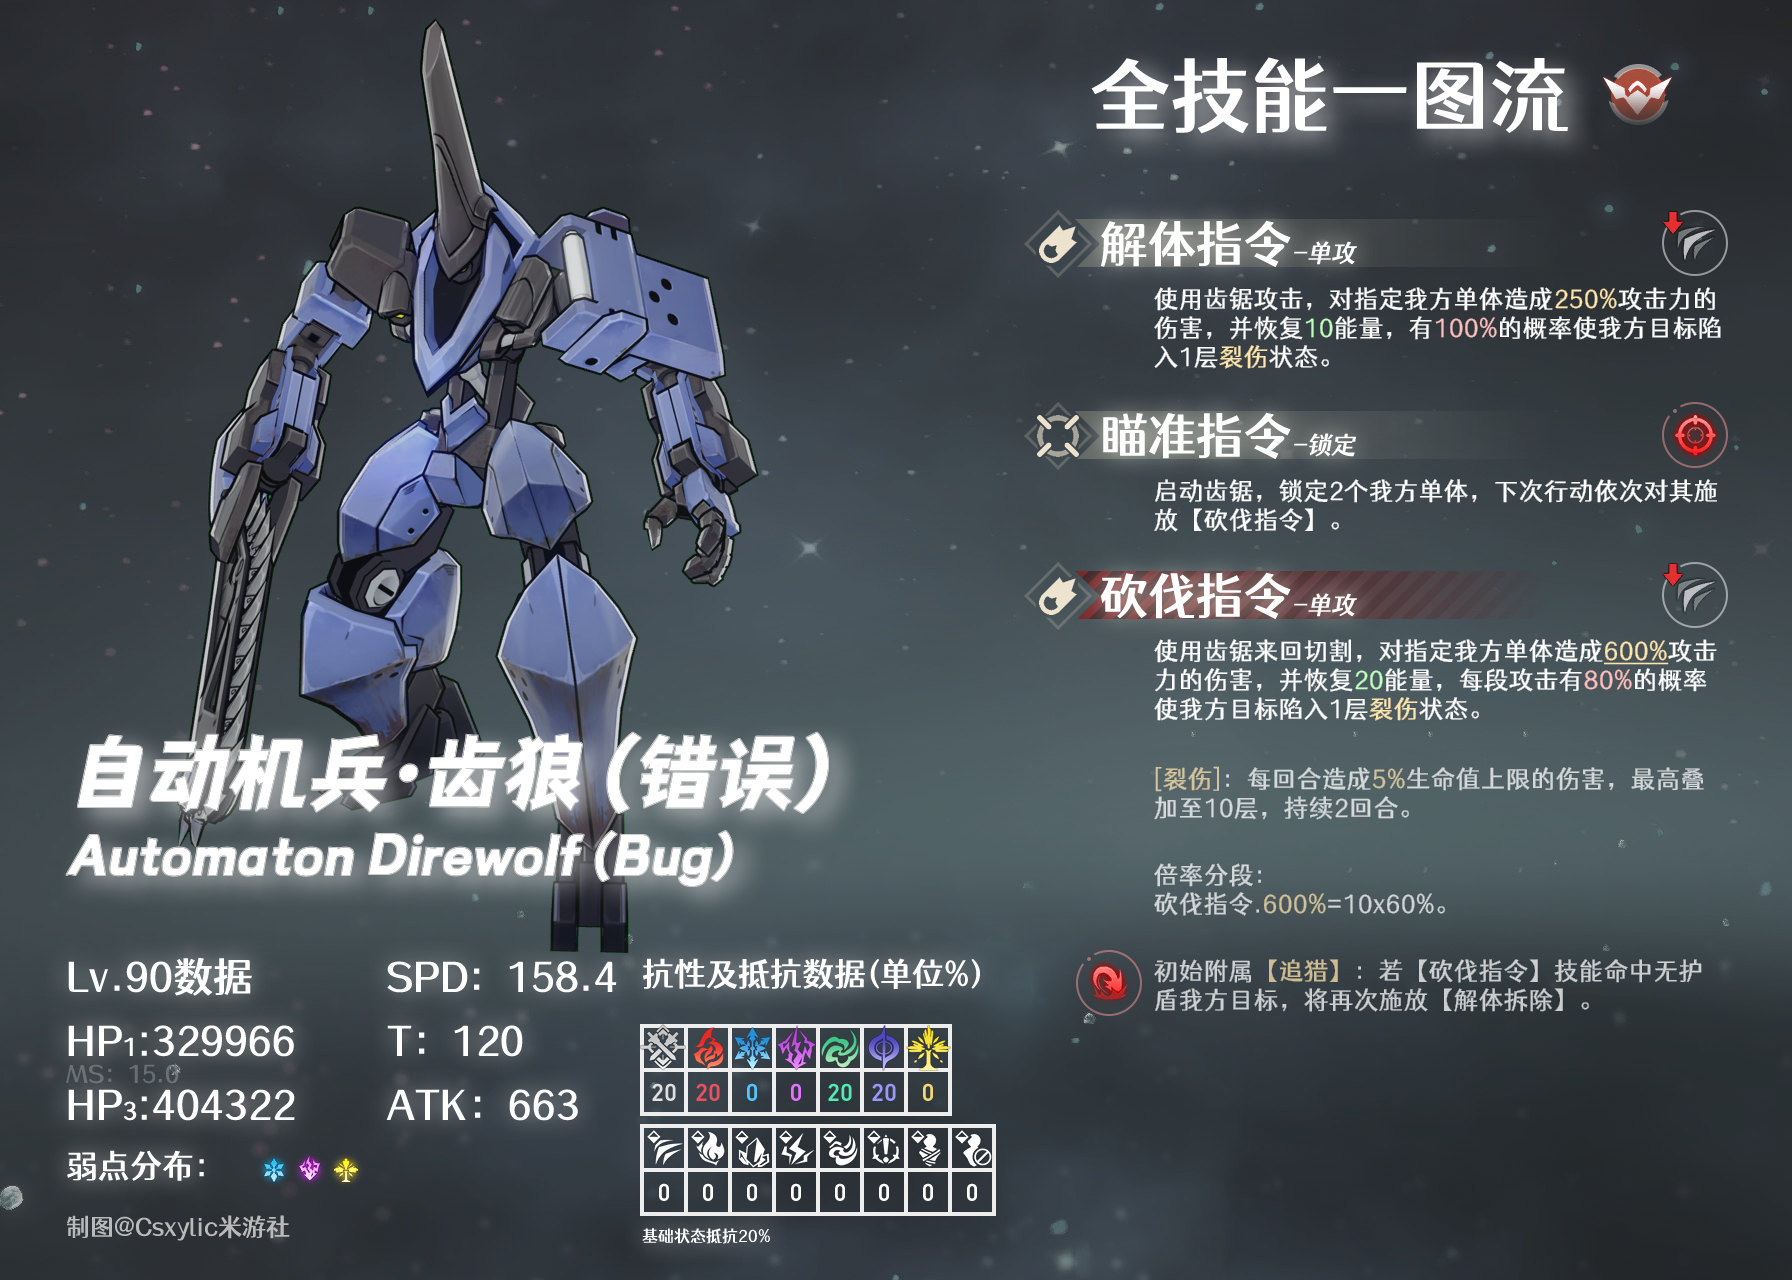 全技能一图流
解体指令-单攻
使用齿锯攻击，对指定我方单体造成250%攻击力的
伤害，并恢复10能量，有100%的概率使我方目标陷
入1层裂伤状态。
瞄准指令-锁定
启动齿锯，锁定2个我方单体，下次行动依次对其施
放【砍伐指令】。
砍伐指令-单攻
使用齿锯来回切割，对指定我方单体造成600%攻击
力的伤害，并恢复20能量，每段攻击有80%的概率
使我方目标陷入1层裂伤状态。
[裂伤]：每回合造成5%生命值上限的伤害，最高叠
加至10层，持续2回合。
倍率分段：
砍伐指令.600%=10x60%。
初始附属【追猎】：若【砍伐指令】技能命中无护
盾我方目标，将再次施放【解体拆除】。
自动机兵·齿狼（错误）
Automaton Direwolf (Bug)
Lv.90数据 SPD：158.4
HP1:329966 T：120
MS：15.0
HP3:404322 ATK：663
弱点分布：
制图@Csxylic米游社
抗性及抵抗数据(单位%)
20 20 0 0 20 20 0
0 0 0 0 0 0 0 0
基础状态抵抗20%